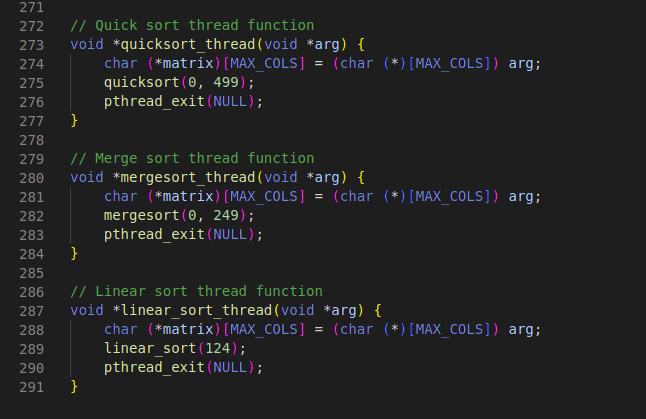 271
272 // Quick sort thread function
273 void *quicksort_thread(void *arg) {
274     char (*matrix)[MAX_COLS] = (char (*)[MAX_COLS]) arg;
275     quicksort(0, 499);
276     pthread_exit(NULL);
277 }
278
279 // Merge sort thread function
280 void *mergesort_thread(void *arg) {
281     char (*matrix)[MAX_COLS] = (char (*)[MAX_COLS]) arg;
282     mergesort(0, 249);
283     pthread_exit(NULL);
284 }
285
286 // Linear sort thread function
287 void *linear_sort_thread(void *arg) {
288     char (*matrix)[MAX_COLS] = (char (*)[MAX_COLS]) arg;
289     linear_sort(124);
290     pthread_exit(NULL);
291 }